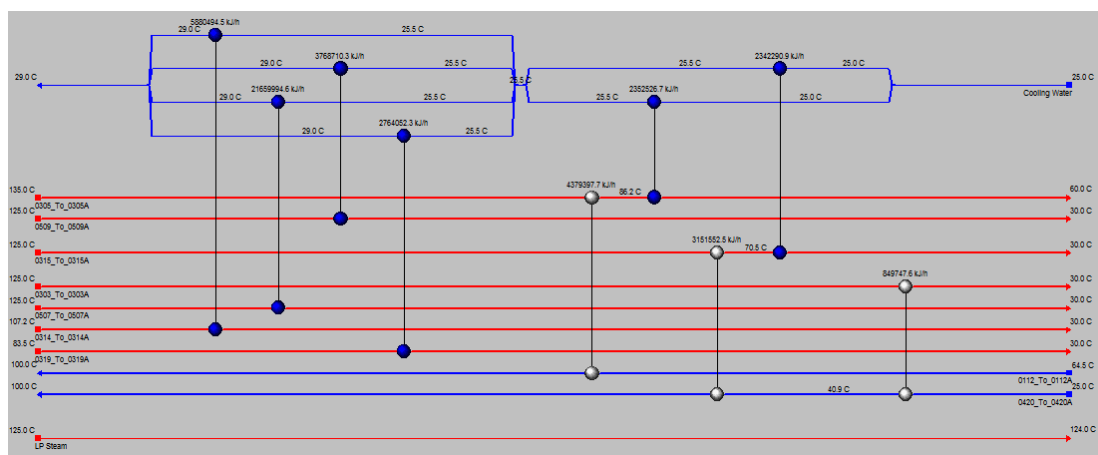 5880494.5 kJ/h
29.0 C
25.5 C
3768710.3 kJ/h
2342290.9 kJ/h
29.0 C
25.5 C
25.5 C
25.0 C
29.0 C
25.5 C
25.0 C
21659994.6 kJ/h
2352526.7 kJ/h
Cooling Water
29.0 C
25.5 C
25.5 C
25.0 C
2764052.3 kJ/h
29.0 C
25.5 C
4379397.7 kJ/h
135.0 C
86.2 C
60.0 C
0305_To_0305A
125.0 C
30.0 C
0509_To_0509A
3151552.5 kJ/h
125.0 C
70.5 C
30.0 C
0315_To_0315A
849747.6 kJ/h
125.0 C
30.0 C
0303_To_0303A
125.0 C
30.0 C
0507_To_0507A
107.2 C
30.0 C
0314_To_0314A
83.5 C
30.0 C
0319_To_0319A
100.0 C
64.5 C
0112_To_0112A
100.0 C
40.9 C
25.0 C
0420_To_0420A
125.0 C
124.0 C
LP Steam